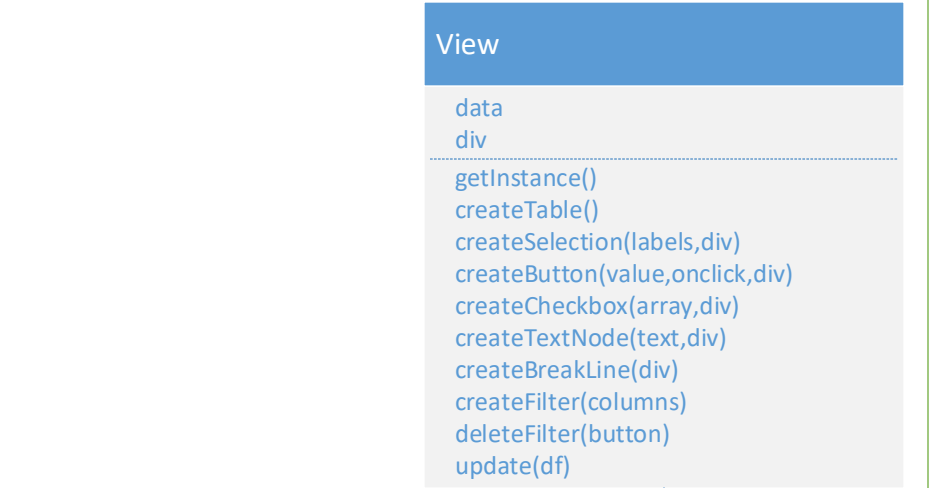 View
data
div
getInstance()
createTable()
createSelection(labels,div)
createButton(value,onclick,div)
createCheckbox(array,div)
createTextNode(text,div)
createBreakLine(div)
createFilter(columns)
deleteFilter(button)
update(df)